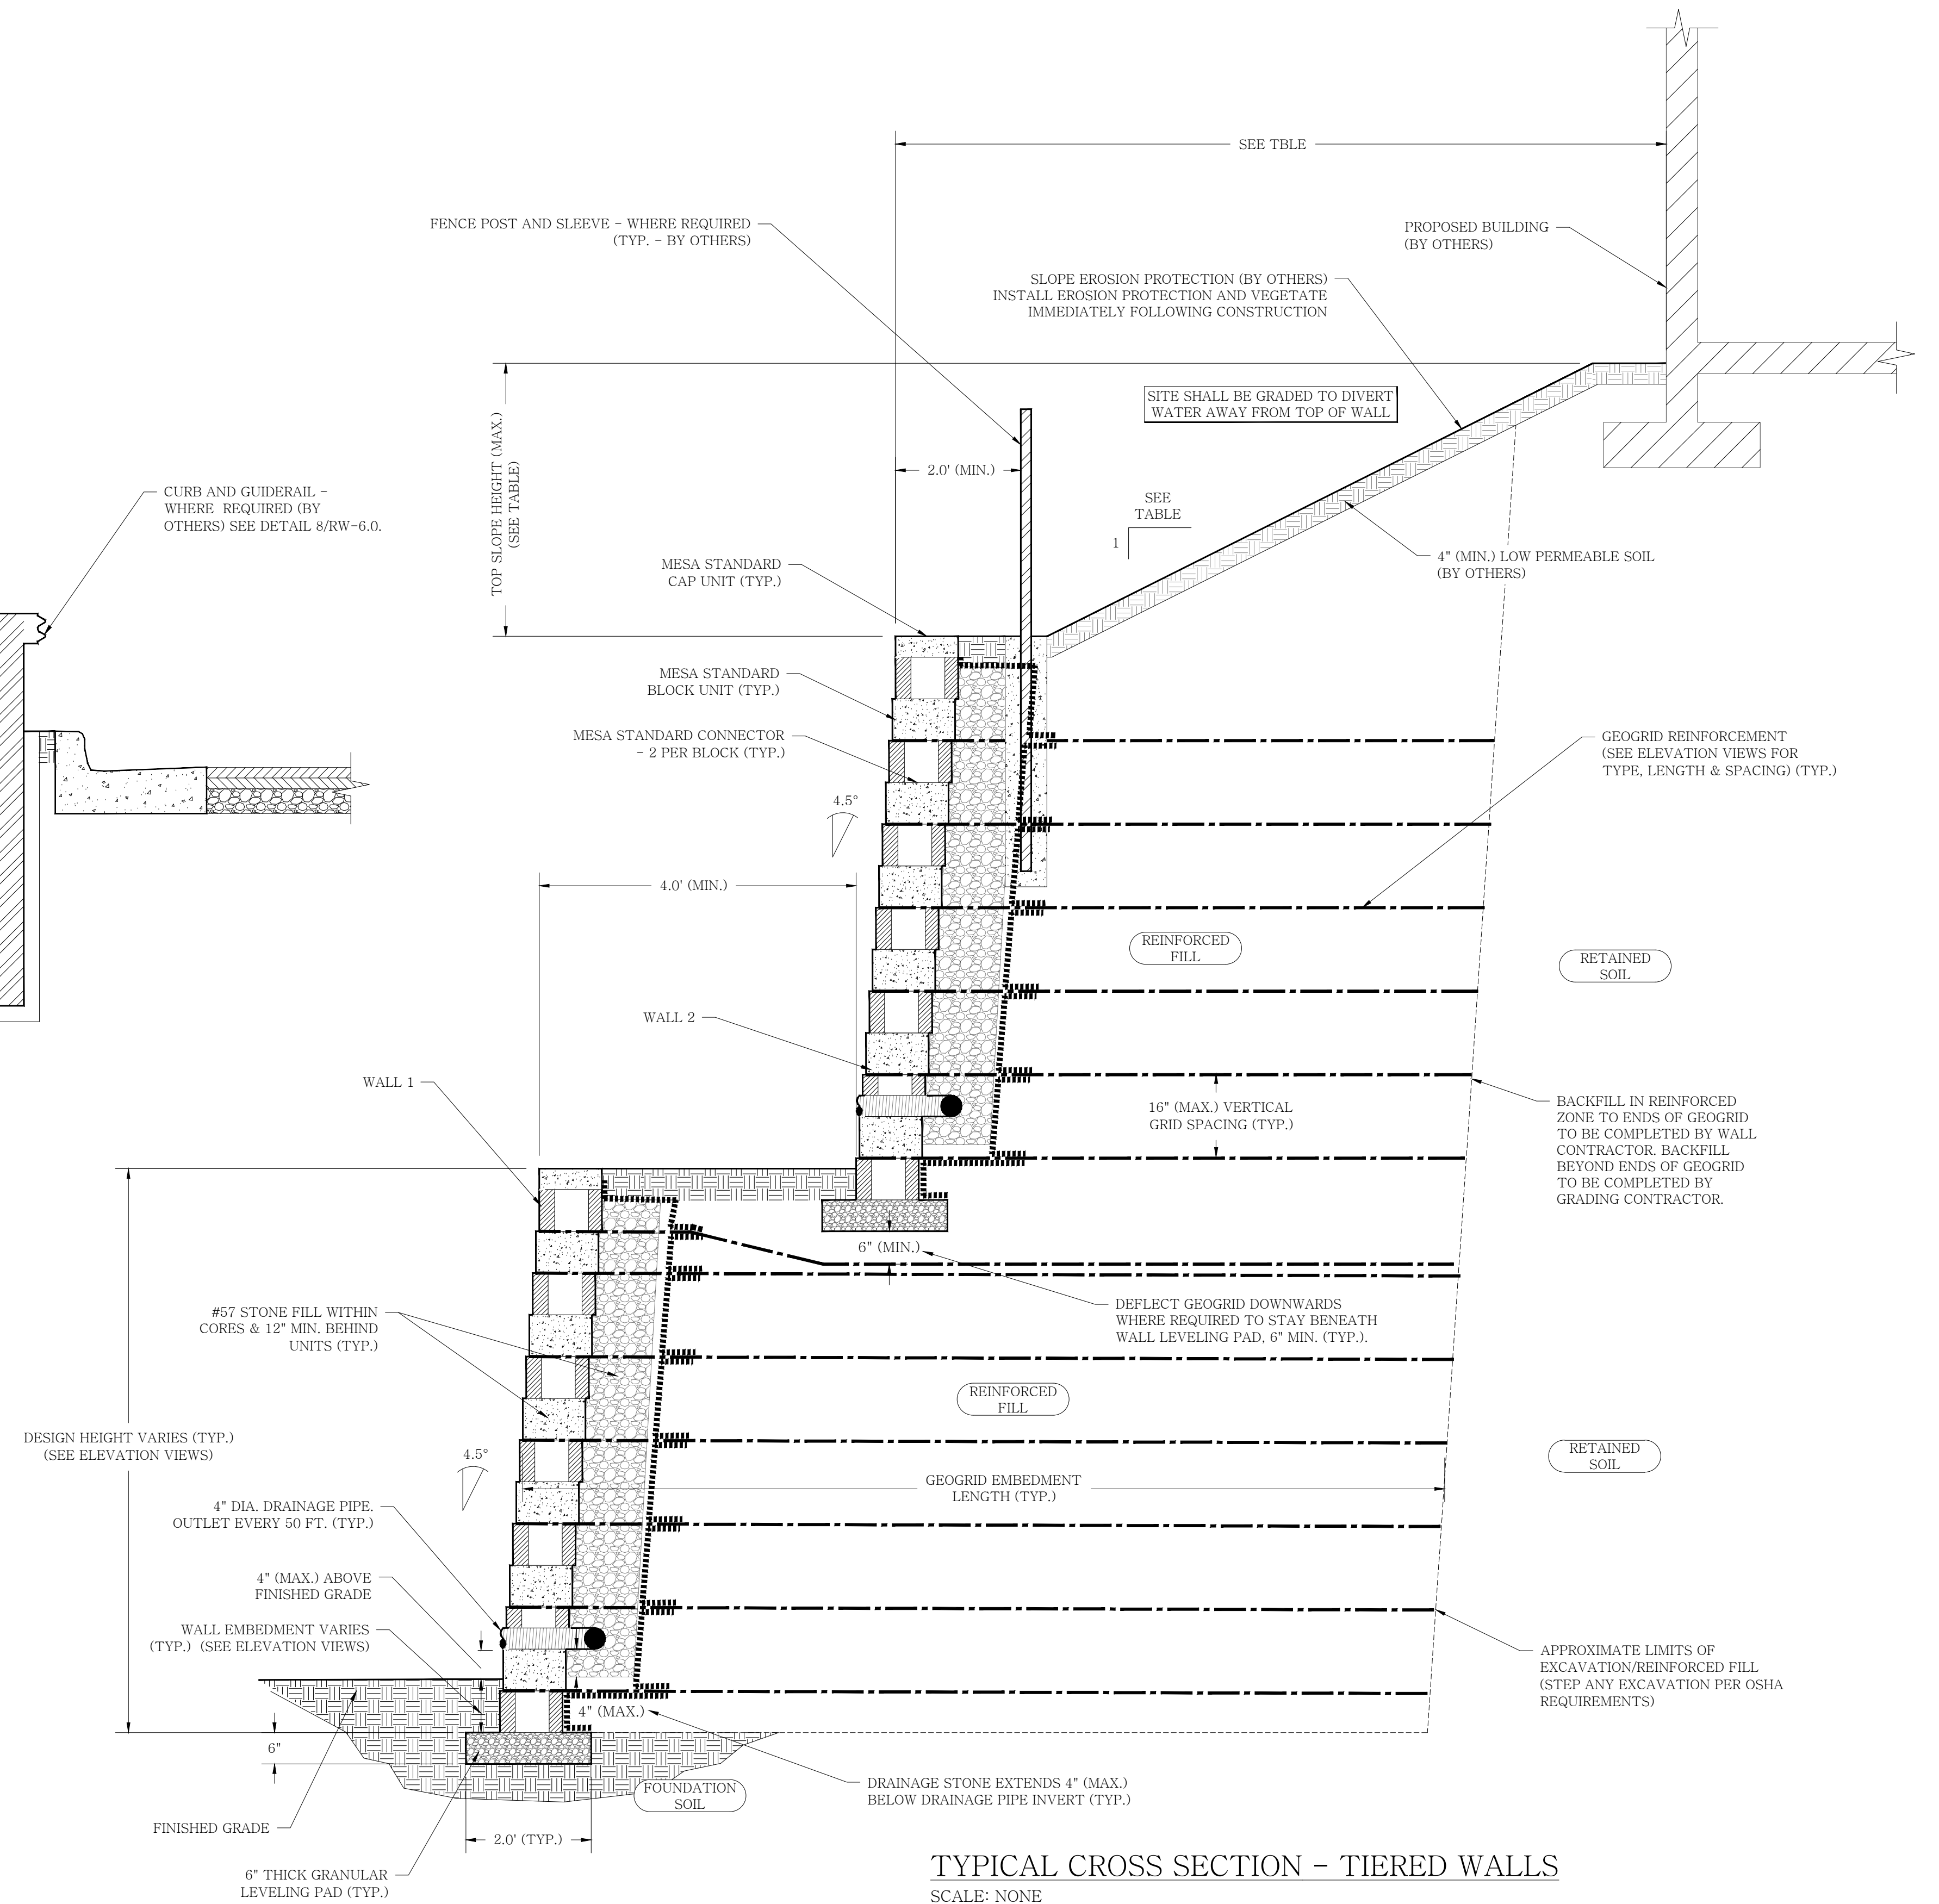 SEE TBLE
FENCE POST AND SLEEVE - WHERE REQUIRED
(TYP. - BY OTHERS)
PROPOSED BUILDING
(BY OTHERS)
SLOPE EROSION PROTECTION (BY OTHERS)
INSTALL EROSION PROTECTION AND VEGETATE
IMMEDIATELY FOLLOWING CONSTRUCTION
SITE SHALL BE GRADED TO DIVERT
WATER AWAY FROM TOP OF WALL
TOP SLOPE HEIGHT (MAX.)
(SEE TABLE)
2.0' (MIN.)
CURB AND GUIDERAIL -
WHERE REQUIRED (BY
OTHERS) SEE DETAIL 8/RW-6.0.
SEE
TABLE
1
4" (MIN.) LOW PERMEABLE SOIL
(BY OTHERS)
MESA STANDARD
CAP UNIT (TYP.)
MESA STANDARD
BLOCK UNIT (TYP.)
MESA STANDARD CONNECTOR
- 2 PER BLOCK (TYP.)
GEOGRID REINFORCEMENT
(SEE ELEVATION VIEWS FOR
TYPE, LENGTH & SPACING) (TYP.)
4.5°
4.0' (MIN.)
REINFORCED
FILL
RETAINED
SOIL
WALL 2
WALL 1
16" (MAX.) VERTICAL
GRID SPACING (TYP.)
BACKFILL IN REINFORCED
ZONE TO ENDS OF GEOGRID
TO BE COMPLETED BY WALL
CONTRACTOR. BACKFILL
BEYOND ENDS OF GEOGRID
TO BE COMPLETED BY
GRADING CONTRACTOR.
6" (MIN.)
DEFLECT GEOGRID DOWNWARDS
WHERE REQUIRED TO STAY BENEATH
WALL LEVELING PAD, 6" MIN. (TYP.).
#57 STONE FILL WITHIN
CORES & 12" MIN. BEHIND
UNITS (TYP.)
REINFORCED
FILL
DESIGN HEIGHT VARIES (TYP.)
(SEE ELEVATION VIEWS)
4.5°
RETAINED
SOIL
GEOGRID EMBEDMENT
LENGTH (TYP.)
4" DIA. DRAINAGE PIPE.
OUTLET EVERY 50 FT. (TYP.)
4" (MAX.) ABOVE
FINISHED GRADE
WALL EMBEDMENT VARIES
(TYP.) (SEE ELEVATION VIEWS)
APPROXIMATE LIMITS OF
EXCAVATION/REINFORCED FILL
(STEP ANY EXCAVATION PER OSHA
REQUIREMENTS)
4" (MAX.)
6"
DRAINAGE STONE EXTENDS 4" (MAX.)
BELOW DRAINAGE PIPE INVERT (TYP.)
FOUNDATION
SOIL
FINISHED GRADE
2.0' (TYP.)
6" THICK GRANULAR
LEVELING PAD (TYP.)
TYPICAL CROSS SECTION - TIERED WALLS
SCALE: NONE